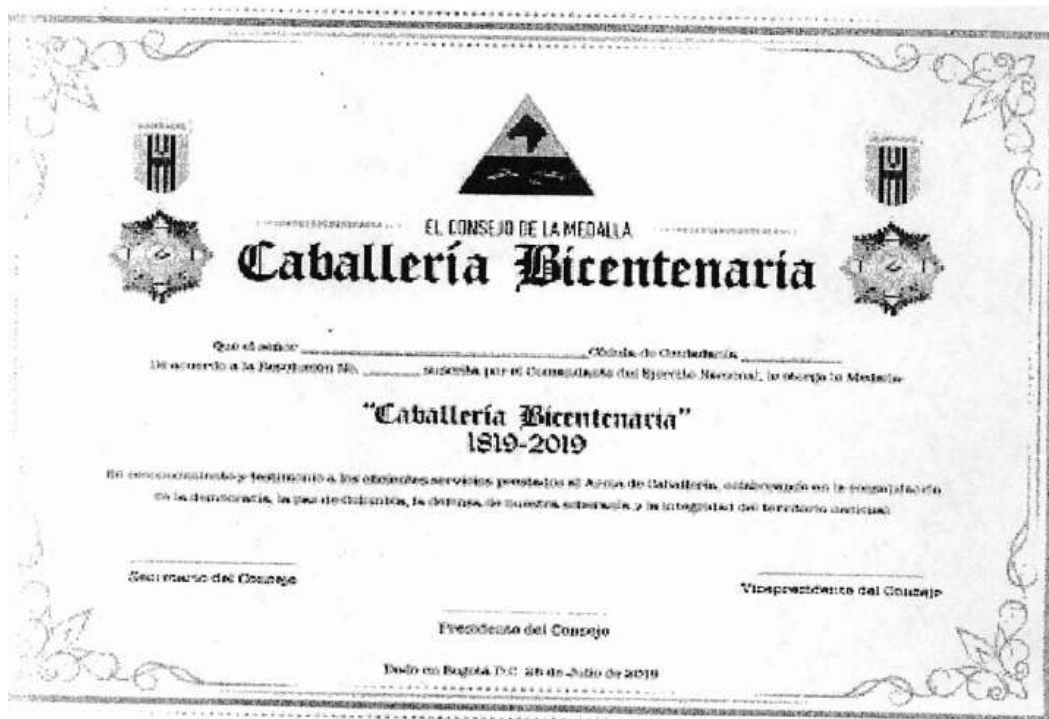 EL CONSEJO DE LA MEDALLA
Caballería Bicentenaria
Que el señor ____________ Cédula de Ciudadanía ________
De acuerdo a la Resolución No. ______ suscrita por el Comandante del Ejército Nacional, le otorga la Medalla
"Caballería Bicentenaria"
1819-2019
En reconocimiento y testimonio a los eficientes servicios prestados al Arma de Caballería, colaborando en la consolidación
de la democracia, la paz de Colombia, la defensa de nuestra soberanía y la integridad del territorio nacional
Secretario del Consejo
Vicepresidente del Consejo
Presidente del Consejo
Dado en Bogotá D.C. de Julio de 2019